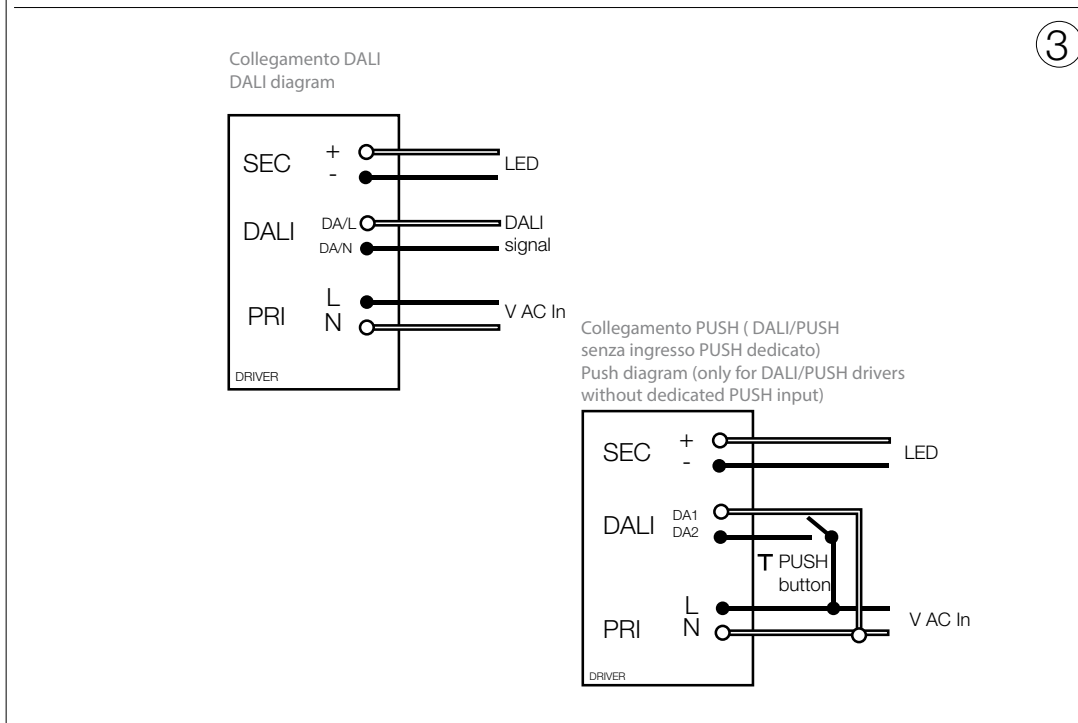 3
Collegamento DALI
DALI diagram
SEC + LED
-
DALI DA/L DALI
DA/N signal
PRI L V AC In
N
DRIVER
Collegamento PUSH ( DALI/PUSH
senza ingresso PUSH dedicato)
Push diagram (only for DALI/PUSH drivers
without dedicated PUSH input)
SEC + LED
-
DALI DA1
DA2
T PUSH
button
PRI L V AC In
N
DRIVER